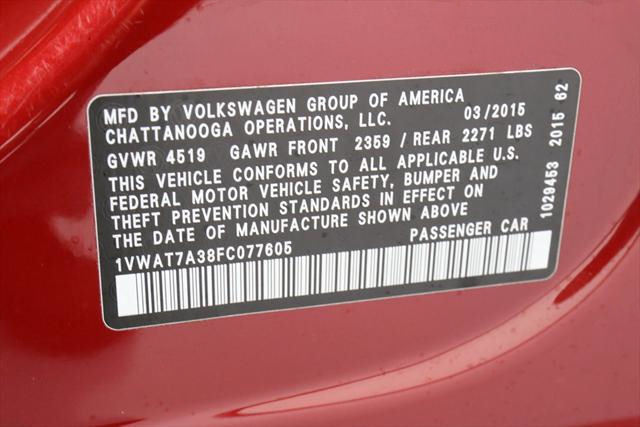 MFD BY VOLKSWAGEN GROUP OF AMERICA
CHATTANOOGA OPERATIONS, LLC. 03/2015
GVWR 4519 GAWR FRONT 2359 / REAR 2271 LBS
THIS VEHICLE CONFORMS TO ALL APPLICABLE U.S.
FEDERAL MOTOR VEHICLE SAFETY, BUMPER AND
THEFT PREVENTION STANDARDS IN EFFECT ON
THE DATE OF MANUFACTURE SHOWN ABOVE
1VWAT7A38FC077605 PASSENGER CAR
1029453 2015 62